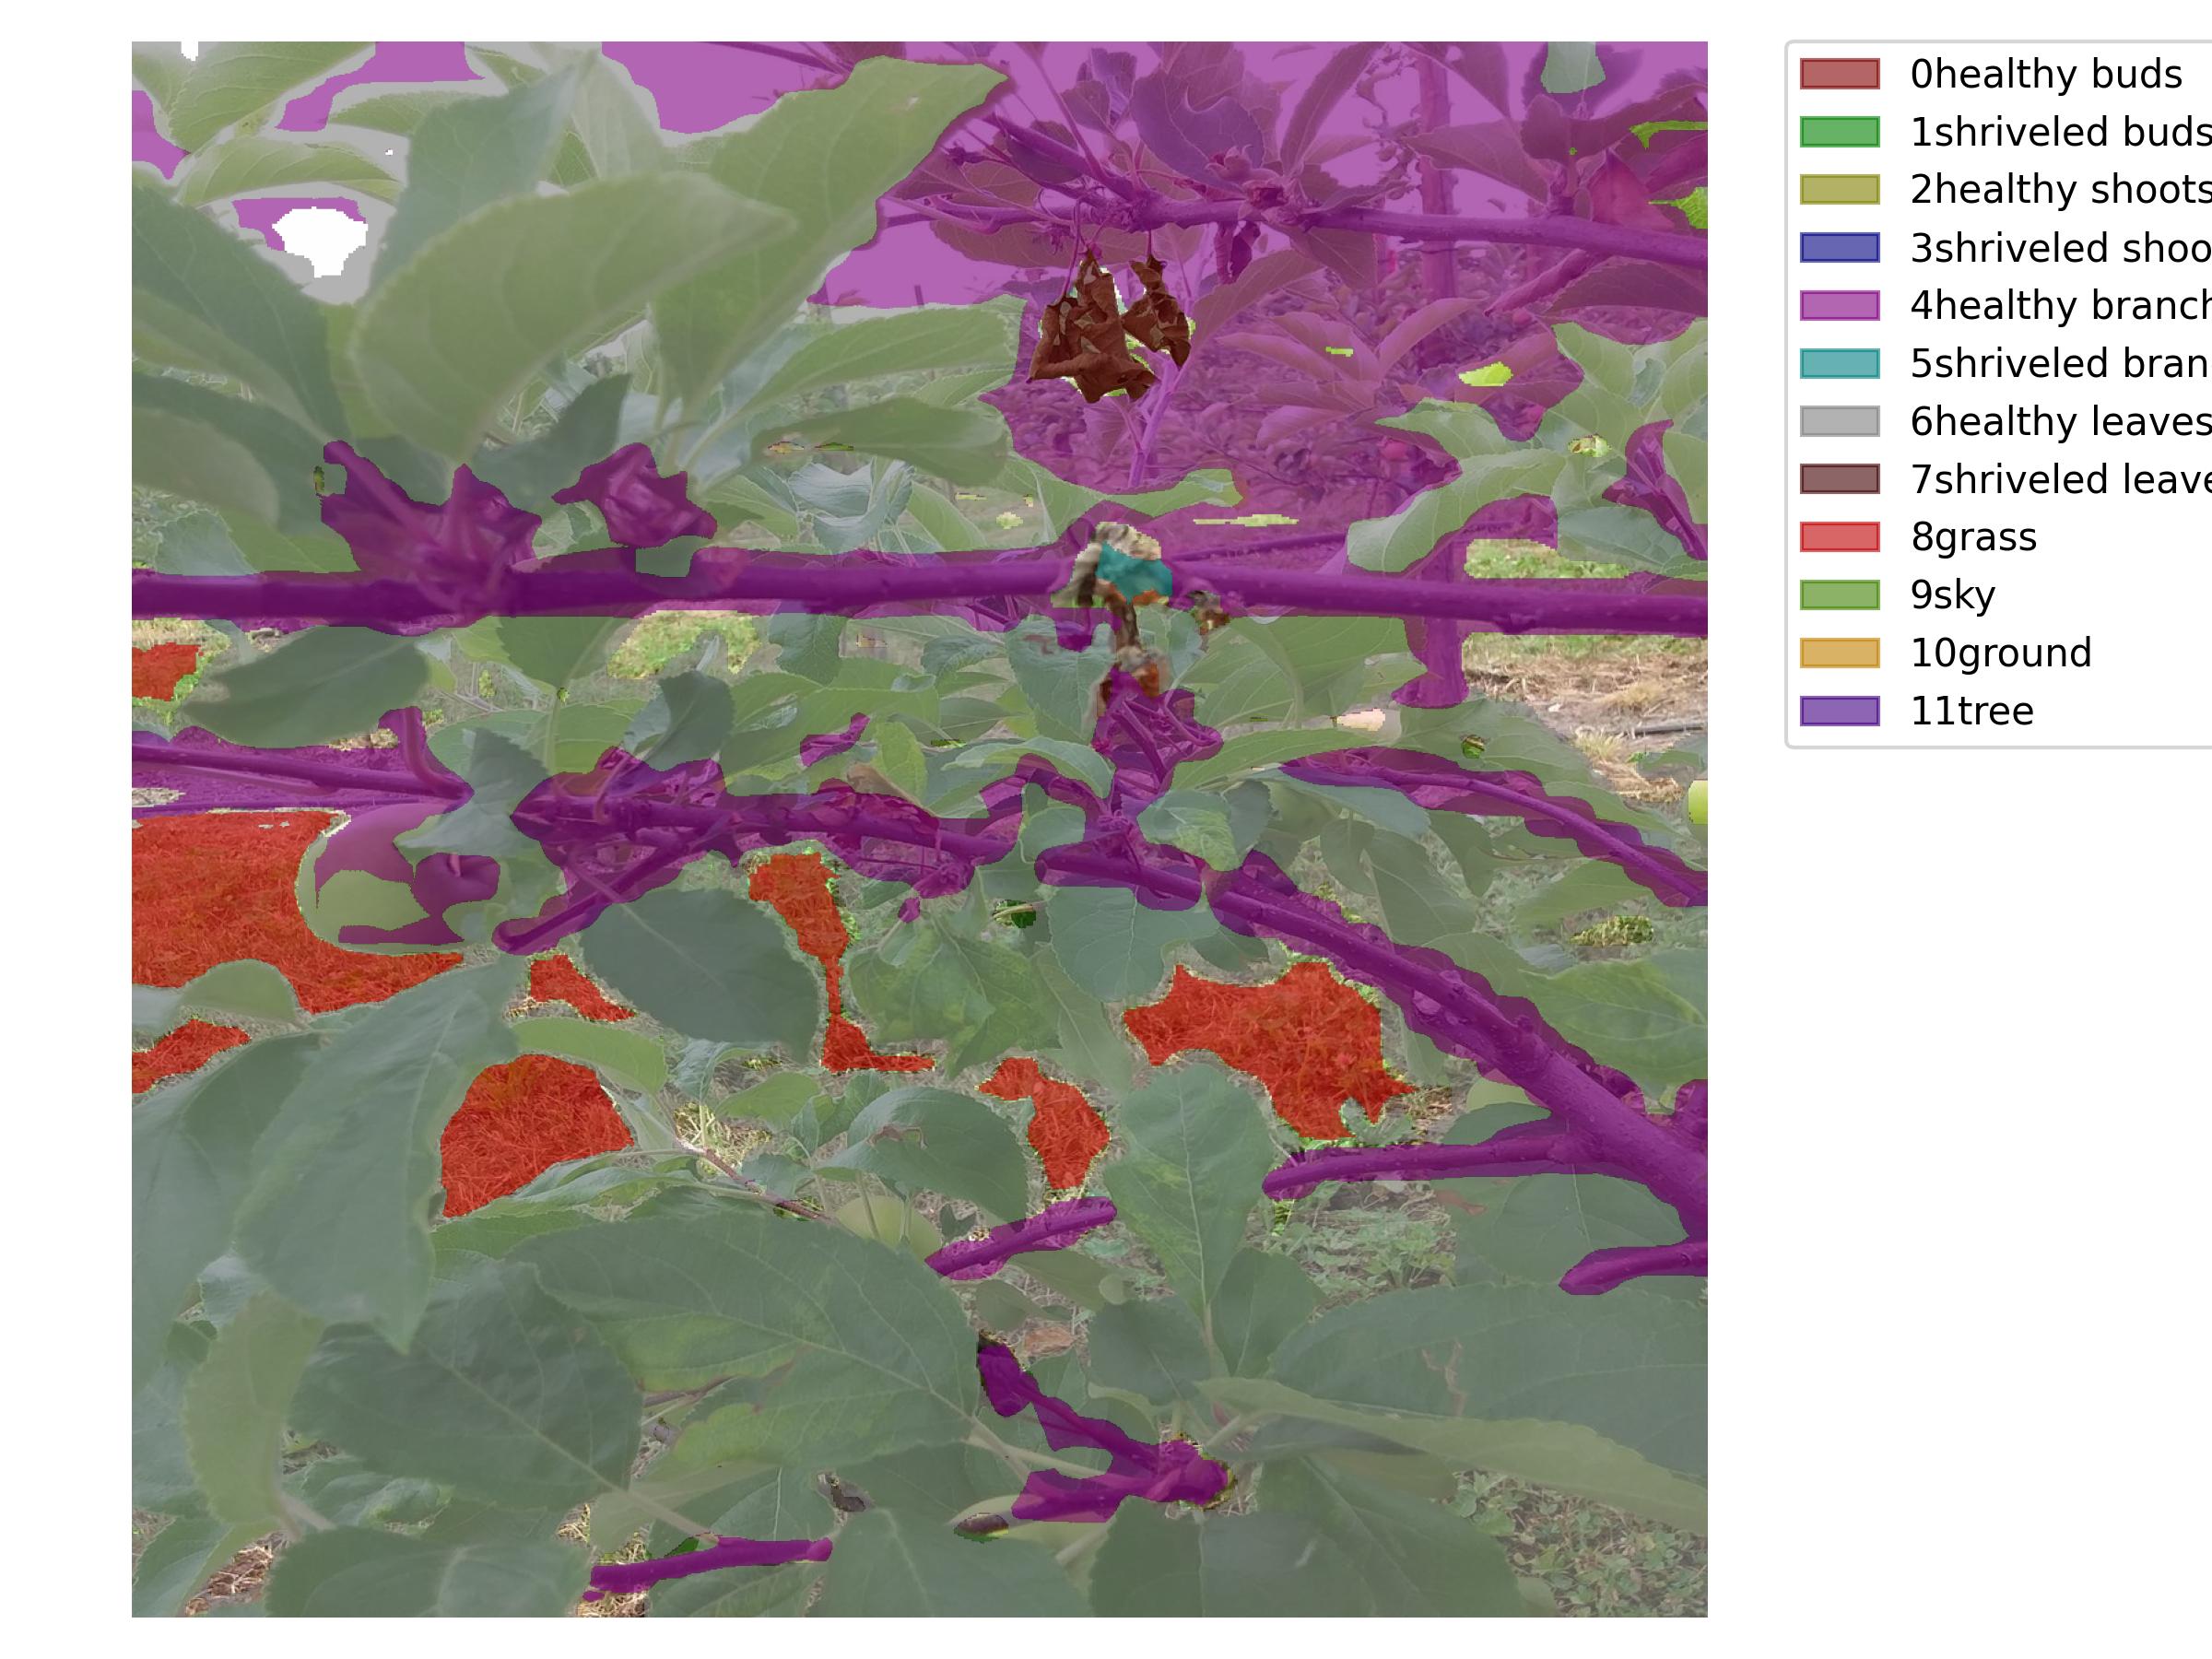 0healthy buds
1shriveled buds
2healthy shoots
3shriveled shoo
4healthy branch
5shriveled bran
6healthy leaves
7shriveled leave
8grass
9sky
10ground
11tree